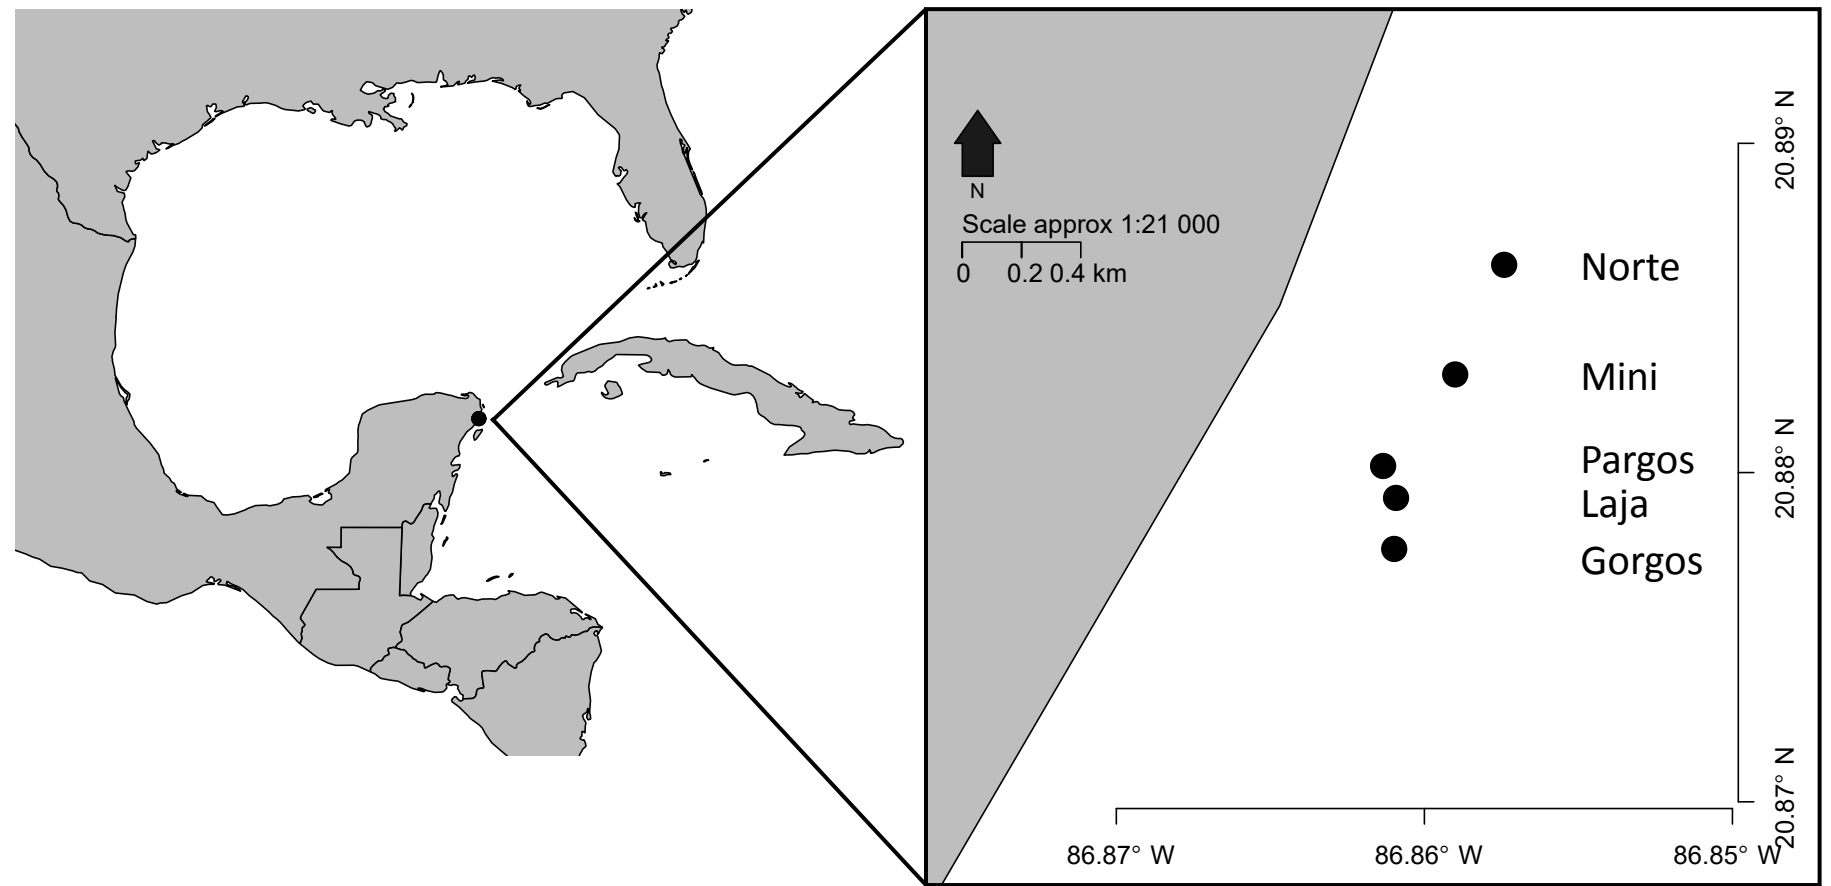 N
Scale approx 1:21 000
0 0.2 0.4 km
Norte
Mini
Pargos
Laja
Gorgos
20.89° N
20.88° N
20.87° N
86.87° W 86.86° W 86.85° W